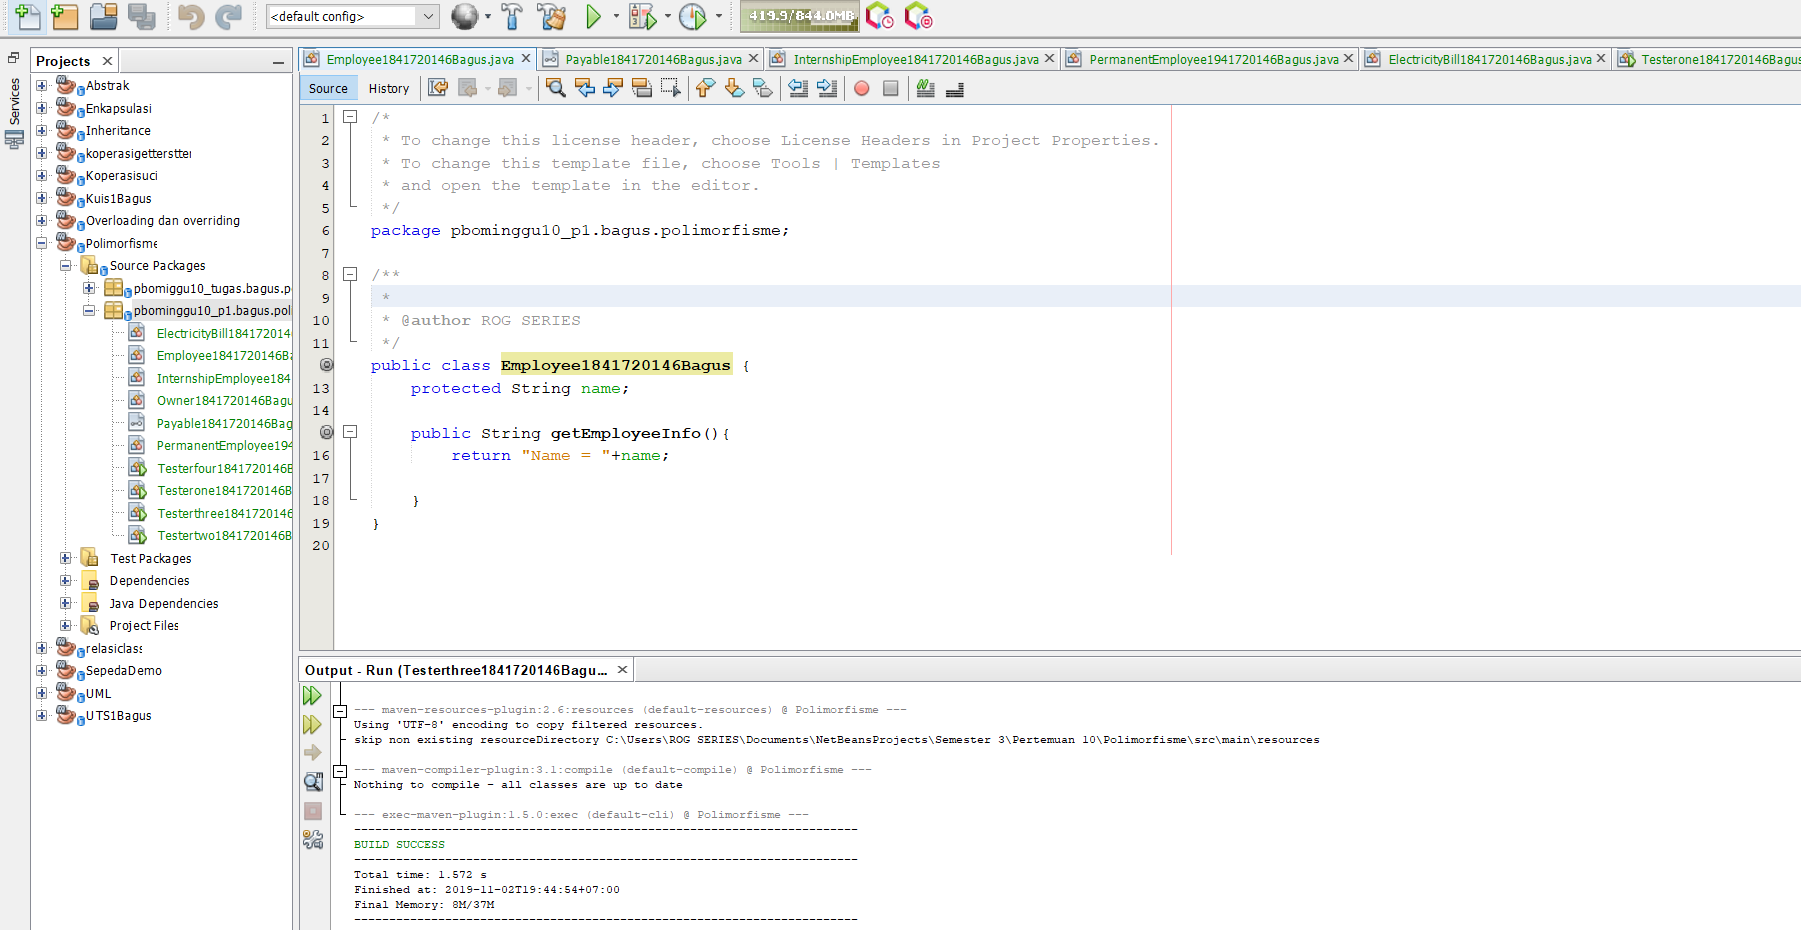 <default config>
419.9/844.0MB
Services
Projects
Abstrak
Enkapsulasi
Inheritance
koperasigetterstter
Koperasisuci
Kuis1Bagus
Overloading dan overriding
Polimorfisme
Source Packages
pbomiggu10_tugas.bagus.p
pbominggu10_p1.bagus.pol
ElectricityBill184172014
Employee1841720146Ba
InternshipEmployee184
Owner1841720146Bagu
Payable1841720146Bag
PermanentEmployee194
Testerfour1841720146E
Testerone1841720146B
Testerthree1841720146
Testertwo1841720146B
Test Packages
Dependencies
Java Dependencies
Project Files
relasiclass
SepedaDemo
UML
UTS1Bagus
Employee1841720146Bagus.java
Payable1841720146Bagus.java
InternshipEmployee1841720146Bagus.java
PermanentEmployee1941720146Bagus.java
ElectricityBill1841720146Bagus.java
Testerone1841720146Bagus
Source History
1 /*
2 * To change this license header, choose License Headers in Project Properties.
3 * To change this template file, choose Tools | Templates
4 * and open the template in the editor.
5 */
6 package pbominggu10_p1.bagus.polimorfisme;
7
8 /**
9 *
10 * @author ROG SERIES
11 */
public class Employee1841720146Bagus {
13 protected String name;
14
public String getEmployeeInfo(){
16 return "Name = "+name;
17
18 }
19 }
20
Output - Run (Testerthree1841720146Bagu...
--- maven-resources-plugin:2.6:resources (default-resources) @ Polimorfisme ---
Using 'UTF-8' encoding to copy filtered resources.
skip non existing resourceDirectory C:\Users\ROG SERIES\Documents\NetBeansProjects\Semester 3\Pertemuan 10\Polimorfisme\src\main\resources
--- maven-compiler-plugin:3.1:compile (default-compile) @ Polimorfisme ---
Nothing to compile - all classes are up to date
--- exec-maven-plugin:1.5.0:exec (default-cli) @ Polimorfisme ---
------------------------------------------------------------------------
BUILD SUCCESS
------------------------------------------------------------------------
Total time: 1.572 s
Finished at: 2019-11-02T19:44:54+07:00
Final Memory: 8M/37M
------------------------------------------------------------------------